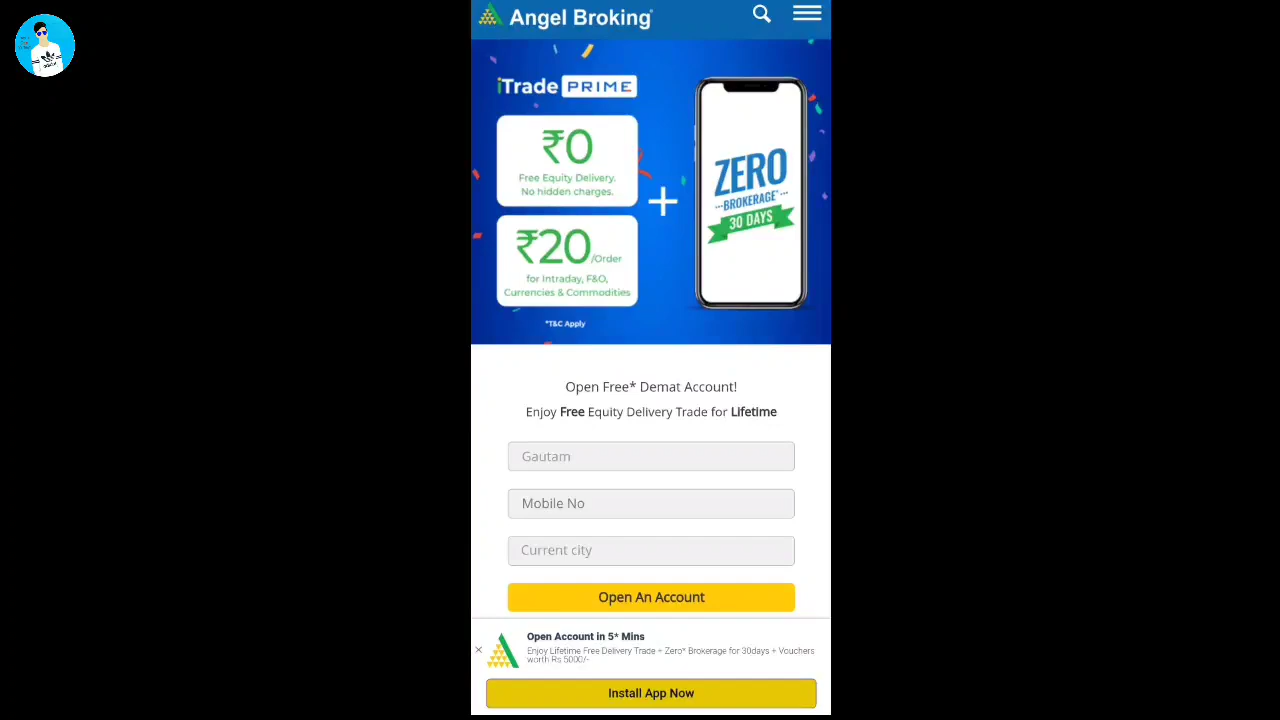 Angel Broking
iTrade PRIME
₹0
Free Equity Delivery.
No hidden charges.
+
₹20/Order
for Intraday, F&O,
Currencies & Commodities
*T&C Apply
ZERO
BROKERAGE*
30 DAYS
Open Free* Demat Account!
Enjoy Free Equity Delivery Trade for Lifetime
Gautam
Mobile No
Current city
Open An Account
Open Account in 5* Mins
Enjoy Lifetime Free Delivery Trade + Zero* Brokerage for 30days + Vouchers
worth Rs 5000/-
Install App Now